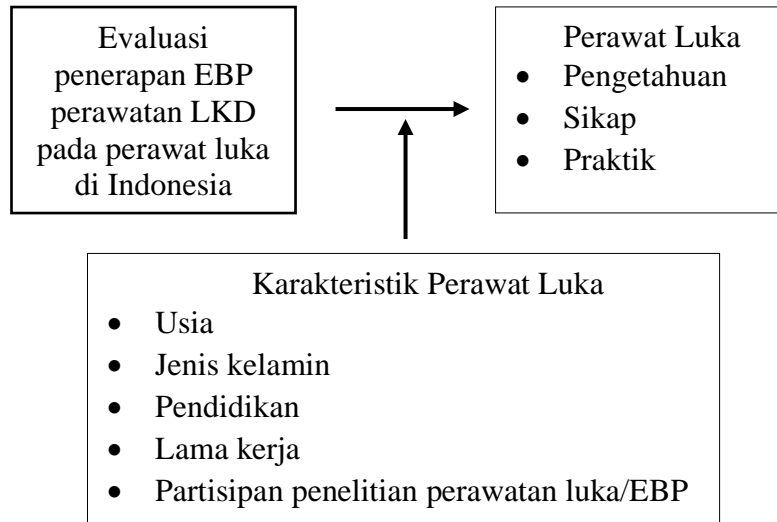 Evaluasi
penerapan EBP
perawatan LKD
pada perawat luka
di Indonesia
Perawat Luka
• Pengetahuan
• Sikap
• Praktik
Karakteristik Perawat Luka
• Usia
• Jenis kelamin
• Pendidikan
• Lama kerja
• Partisipan penelitian perawatan luka/EBP